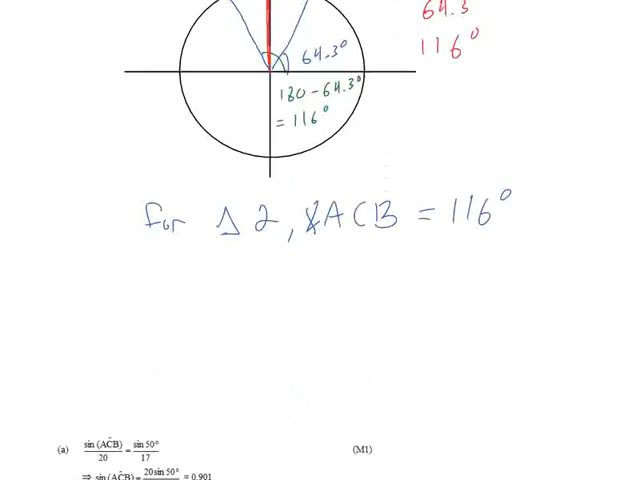 64.3
116°
64.3°
180 - 64.3°
= 116°
For Δ 2, ∡ACB = 116°
(a) sin (AĈB) / 20 = sin 50° / 17 (M1)
⇒ sin (AĈB) = 20 sin 50° = 0.901